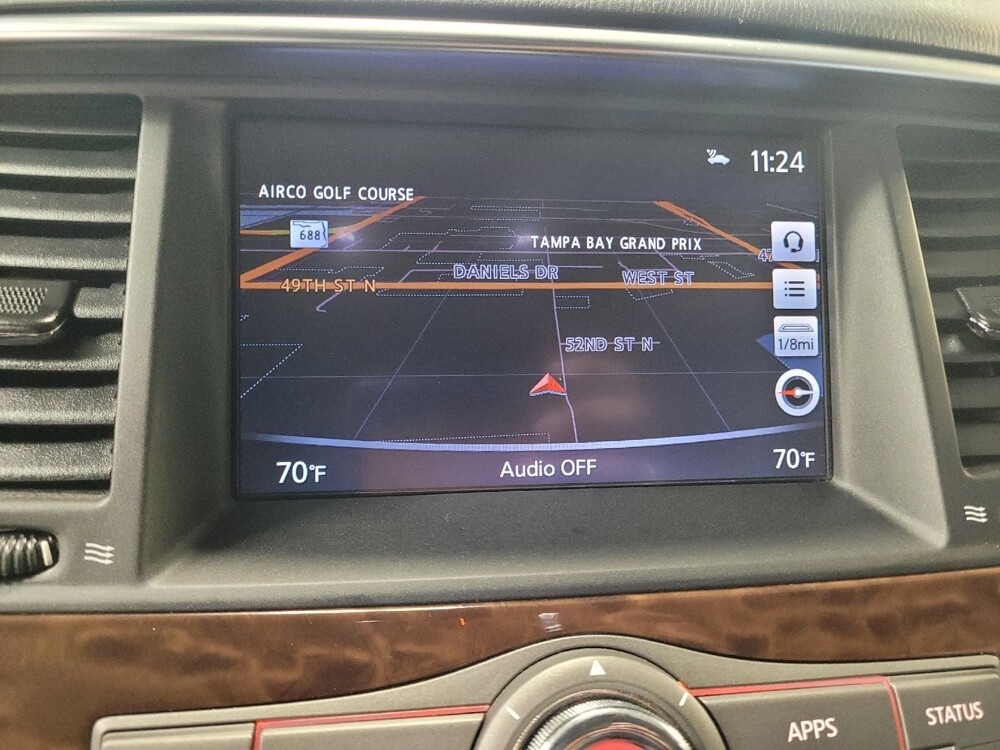 11:24
AIRCO GOLF COURSE
688
TAMPA BAY GRAND PRIX
47
DANIELS DR
WEST ST
49TH ST N
52ND ST N
1/8mi
70°F
Audio OFF
70°F
APPS
STATUS